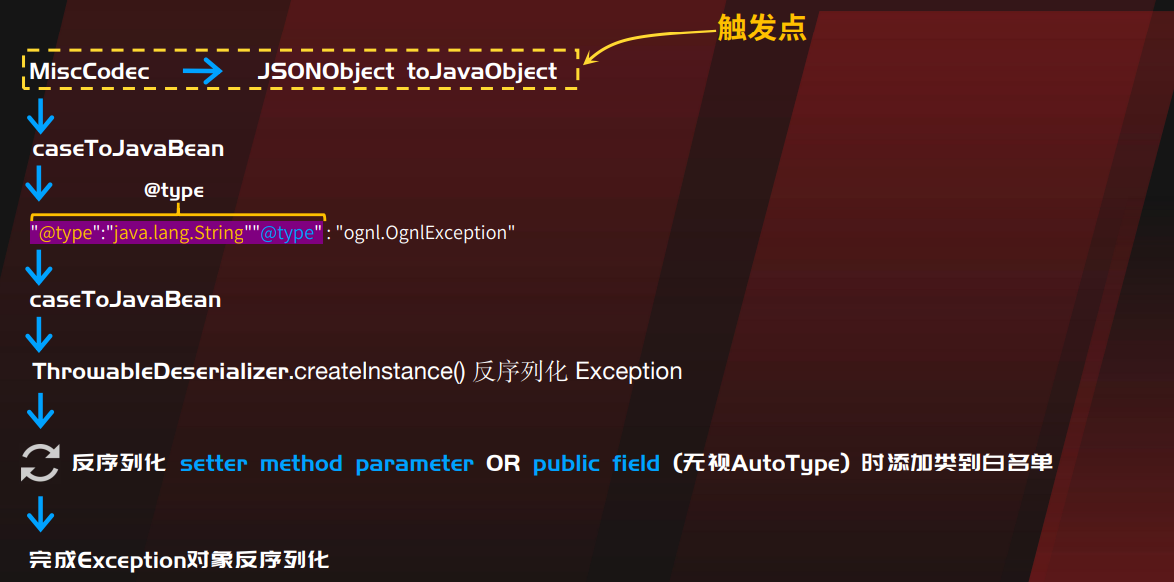 触发点
MiscCodec JSONObject toJavaObject
caseToJavaBean
@type
"@type":"java.lang.String""@type" : "ognl.OgnlException"
caseToJavaBean
ThrowableDeserializer.createInstance() 反序列化 Exception
反序列化 setter method parameter OR public field (无视AutoType) 时添加类到白名单
完成Exception对象反序列化